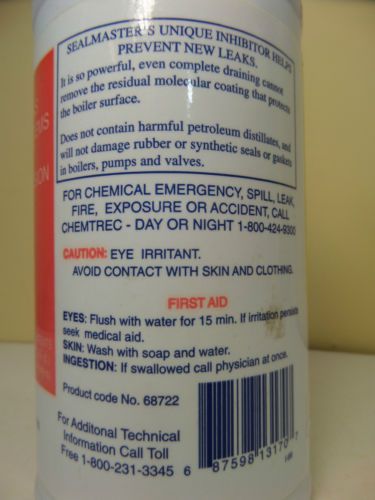 SEALMASTER'S UNIQUE INHIBITOR HELPS
PREVENT NEW LEAKS.
It is so powerful, even complete draining cannot
remove the residual molecular coating that protects
the boiler surface.
Does not contain harmful petroleum distillates, and
will not damage rubber or synthetic seals or gaskets
in boilers, pumps and valves.
FOR CHEMICAL EMERGENCY, SPILL, LEAK,
FIRE, EXPOSURE OR ACCIDENT, CALL
CHEMTREC - DAY OR NIGHT 1-800-424-9300
CAUTION: EYE IRRITANT.
AVOID CONTACT WITH SKIN AND CLOTHING.
FIRST AID
EYES: Flush with water for 15 min. If irritation persists
seek medical aid.
SKIN: Wash with soap and water.
INGESTION: If swallowed call physician at once.
Product code No. 68722
For Additonal Technical
Information Call Toll
Free 1-800-231-3345
6 87598 13170 7